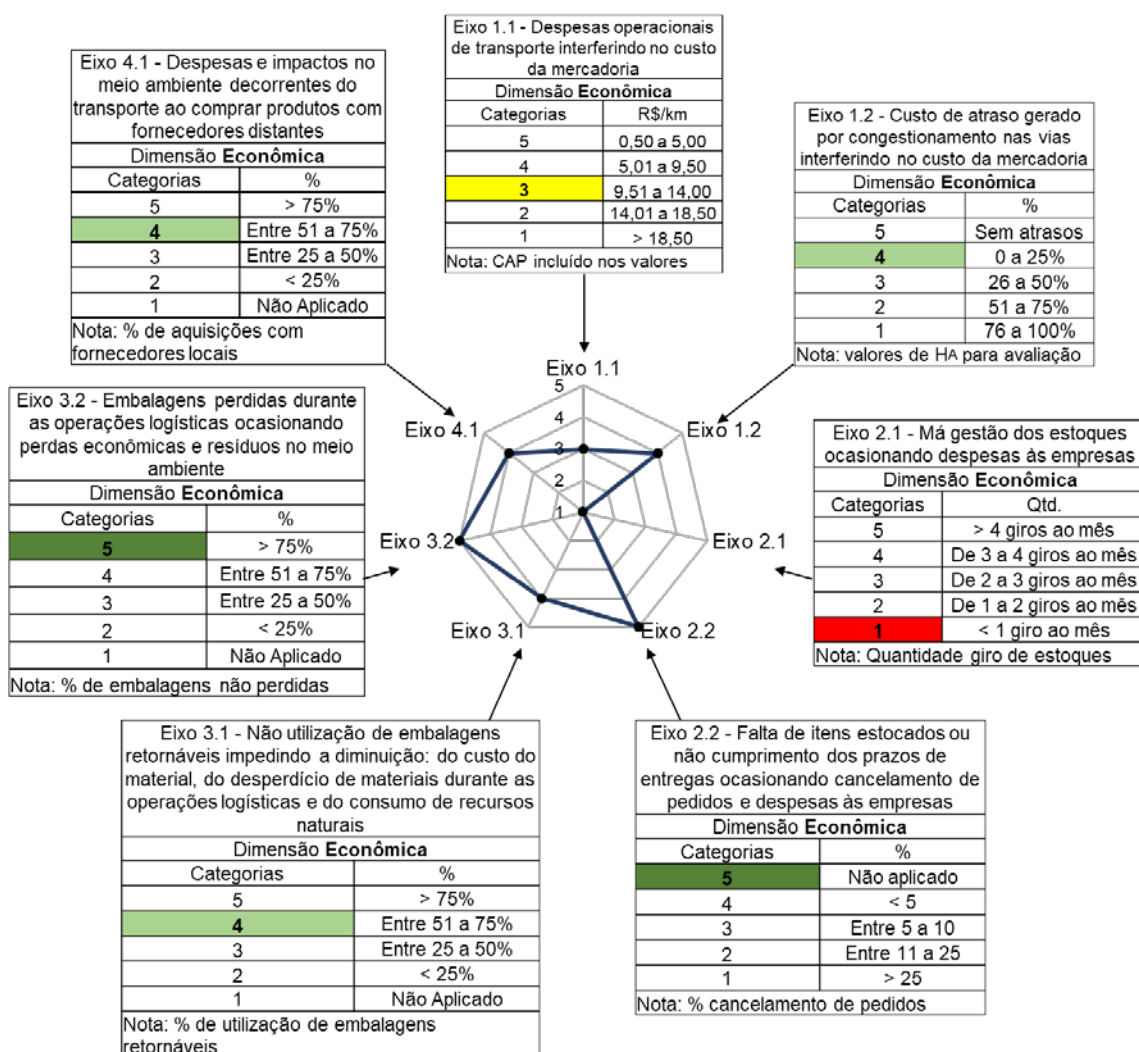 Eixo 1.1 - Despesas operacionais
de transporte interferindo no custo
da mercadoria
Dimensão Econômica
Categorias R$/km
5 0,50 a 5,00
4 5,01 a 9,50
3 9,51 a 14,00
2 14,01 a 18,50
1 > 18,50
Nota: CAP incluído nos valores
Eixo 4.1 - Despesas e impactos no
meio ambiente decorrentes do
transporte ao comprar produtos com
fornecedores distantes
Dimensão Econômica
Categorias %
5 > 75%
4 Entre 51 a 75%
3 Entre 25 a 50%
2 < 25%
1 Não Aplicado
Nota: % de aquisições com
fornecedores locais
Eixo 1.2 - Custo de atraso gerado
por congestionamento nas vias
interferindo no custo da mercadoria
Dimensão Econômica
Categorias %
5 Sem atrasos
4 0 a 25%
3 26 a 50%
2 51 a 75%
1 76 a 100%
Nota: valores de HA para avaliação
Eixo 3.2 - Embalagens perdidas durante
as operações logísticas ocasionando
perdas econômicas e resíduos no meio
ambiente
Dimensão Econômica
Categorias %
5 > 75%
4 Entre 51 a 75%
3 Entre 25 a 50%
2 < 25%
1 Não Aplicado
Nota: % de embalagens não perdidas
Eixo 1.1
5
4
3
2
1
Eixo 1.2
Eixo 2.1
Eixo 2.2
Eixo 3.1
Eixo 3.2
Eixo 4.1
Eixo 2.1 - Má gestão dos estoques
ocasionando despesas às empresas
Dimensão Econômica
Categorias Qtd.
5 > 4 giros ao mês
4 De 3 a 4 giros ao mês
3 De 2 a 3 giros ao mês
2 De 1 a 2 giros ao mês
1 < 1 giro ao mês
Nota: Quantidade giro de estoques
Eixo 3.1 - Não utilização de embalagens
retornáveis impedindo a diminuição: do custo do
material, do desperdício de materiais durante as
operações logísticas e do consumo de recursos
naturais
Dimensão Econômica
Categorias %
5 > 75%
4 Entre 51 a 75%
3 Entre 25 a 50%
2 < 25%
1 Não Aplicado
Nota: % de utilização de embalagens
retornáveis
Eixo 2.2 - Falta de itens estocados ou
não cumprimento dos prazos de
entregas ocasionando cancelamento de
pedidos e despesas às empresas
Dimensão Econômica
Categorias %
5 Não aplicado
4 < 5
3 Entre 5 a 10
2 Entre 11 a 25
1 > 25
Nota: % cancelamento de pedidos